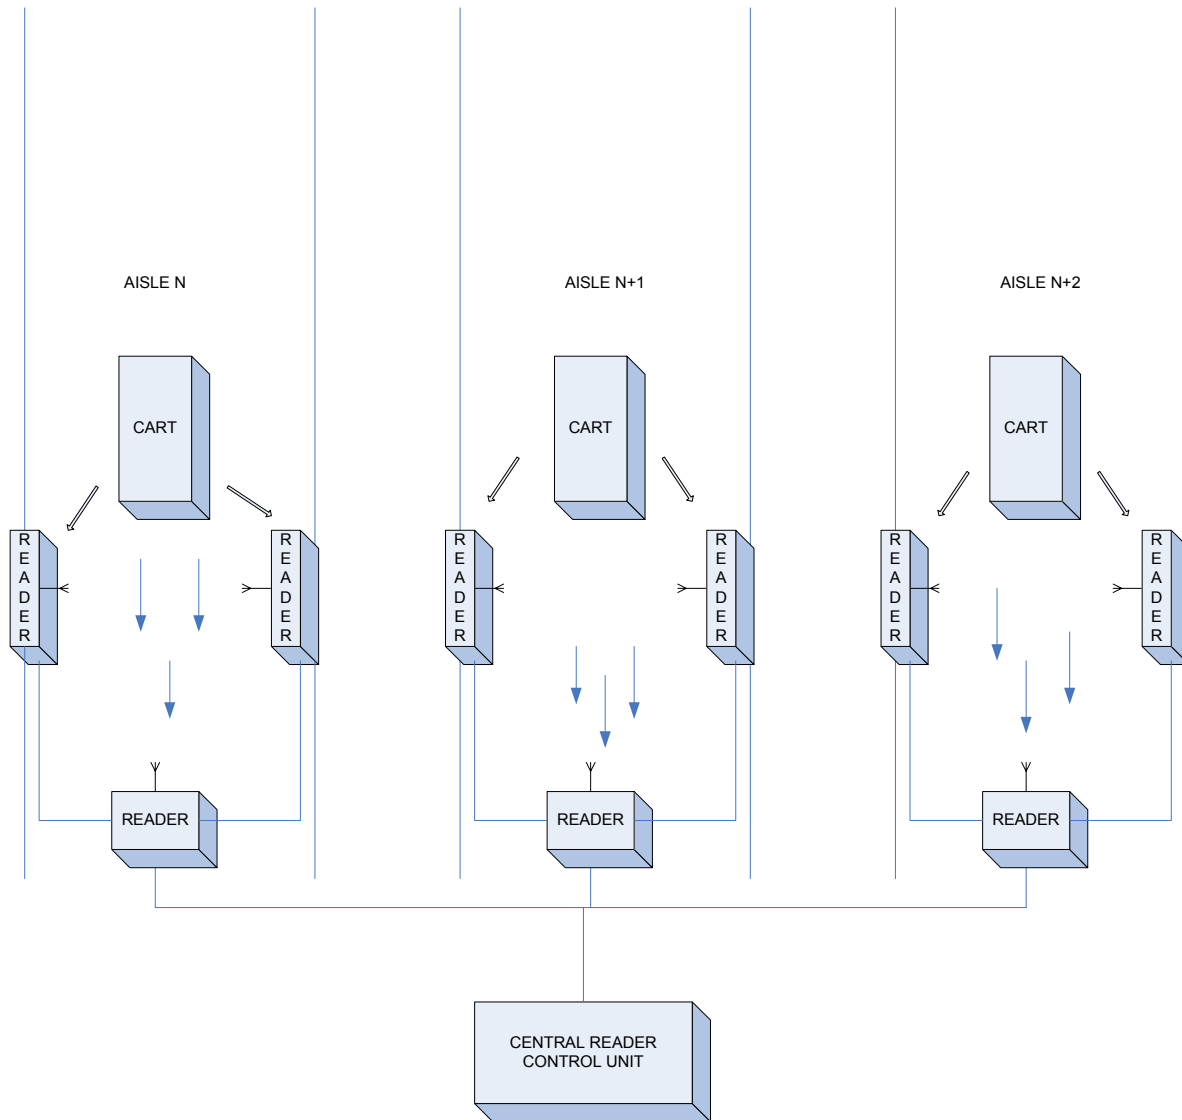 AISLE N
AISLE N+1
AISLE N+2
CART
CART
CART
READER
READER
READER
READER
READER
READER
READER
READER
READER
CENTRAL READER
CONTROL UNIT